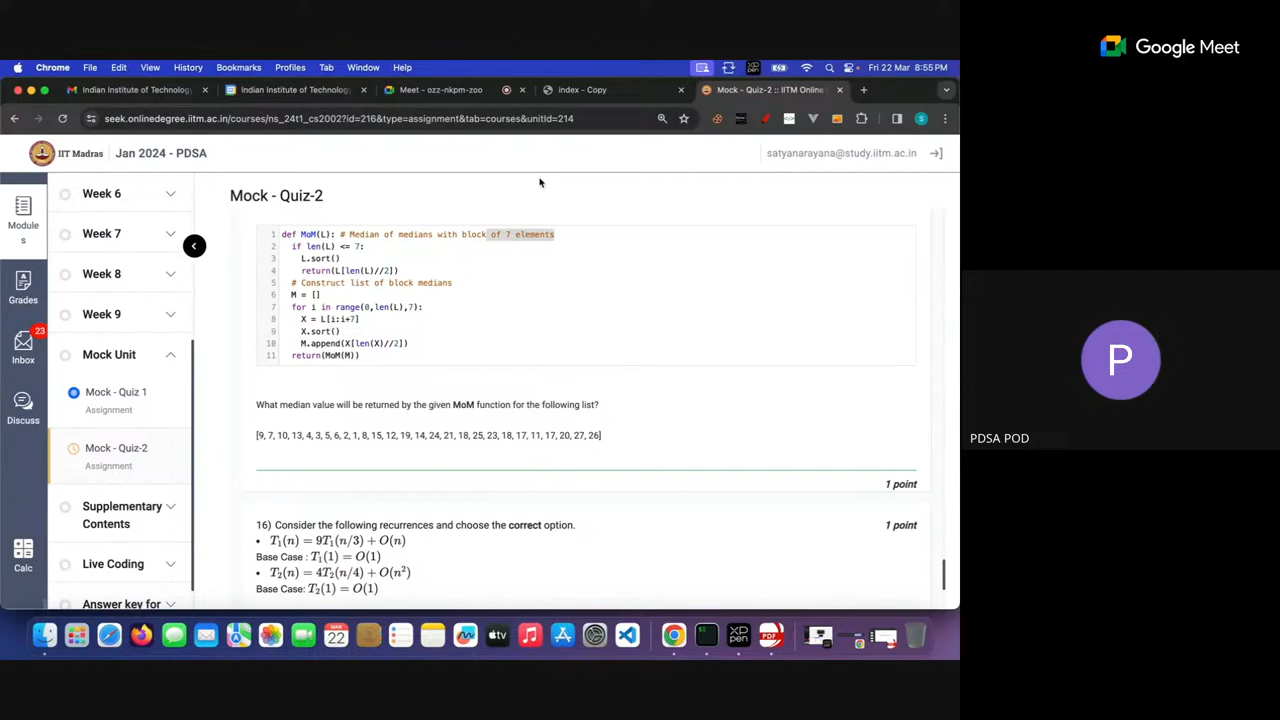 Google Meet
Chrome File Edit View History Bookmarks Profiles Tab Window Help Fri 22 Mar 8:55PM
Indian Institute of Technology Indian Institute of Technology Meet - ozz-nkpm-zoo index - Copy Mock - Quiz-2 :: IITM Online
seek.onlinedegree.iitm.ac.in/courses/ns_24t1_cs2002?id=216&type=assignment&tab=courses&unitId=214
IIT Madras Jan 2024 - PDSA satyanarayana@study.iitm.ac.in
Module
s
Grades
23
Inbox
Discuss
Calc
Week 6
Week 7
Week 8
Week 9
Mock Unit
Mock - Quiz 1
Assignment
Mock - Quiz-2
Assignment
Supplementary
Contents
Live Coding
Answer key for
Mock - Quiz-2
1 def MoM(L): # Median of medians with block of 7 elements
2 if len(L) <= 7:
3 L.sort()
4 return(L[len(L)//2])
5 # Construct list of block medians
6 M = []
7 for i in range(0,len(L),7):
8 X = L[i:i+7]
9 X.sort()
10 M.append(X[len(X)//2])
11 return(MoM(M))
What median value will be returned by the given MoM function for the following list?
[9, 7, 10, 13, 4, 3, 5, 6, 2, 1, 8, 15, 12, 19, 14, 24, 21, 18, 25, 23, 18, 17, 11, 17, 20, 27, 26]
1 point
16) Consider the following recurrences and choose the correct option. 1 point
• T₁(n) = 9T₁(n/3) + O(n)
Base Case : T₁(1) = O(1)
• T₂(n) = 4T₂(n/4) + O(n²)
Base Case: T₂(1) = O(1)
P
PDSA POD
MAR
22
tv
XP
PEN
PDF